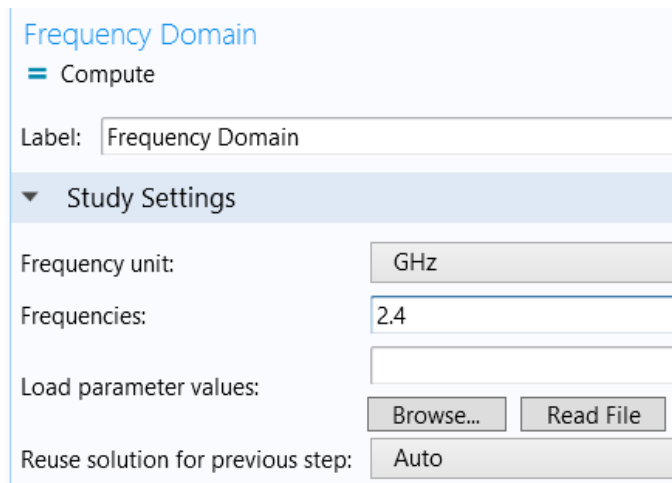 Frequency Domain
= Compute
Label: Frequency Domain
Study Settings
Frequency unit: GHz
Frequencies: 2.4
Load parameter values:
Browse... Read File
Reuse solution for previous step: Auto